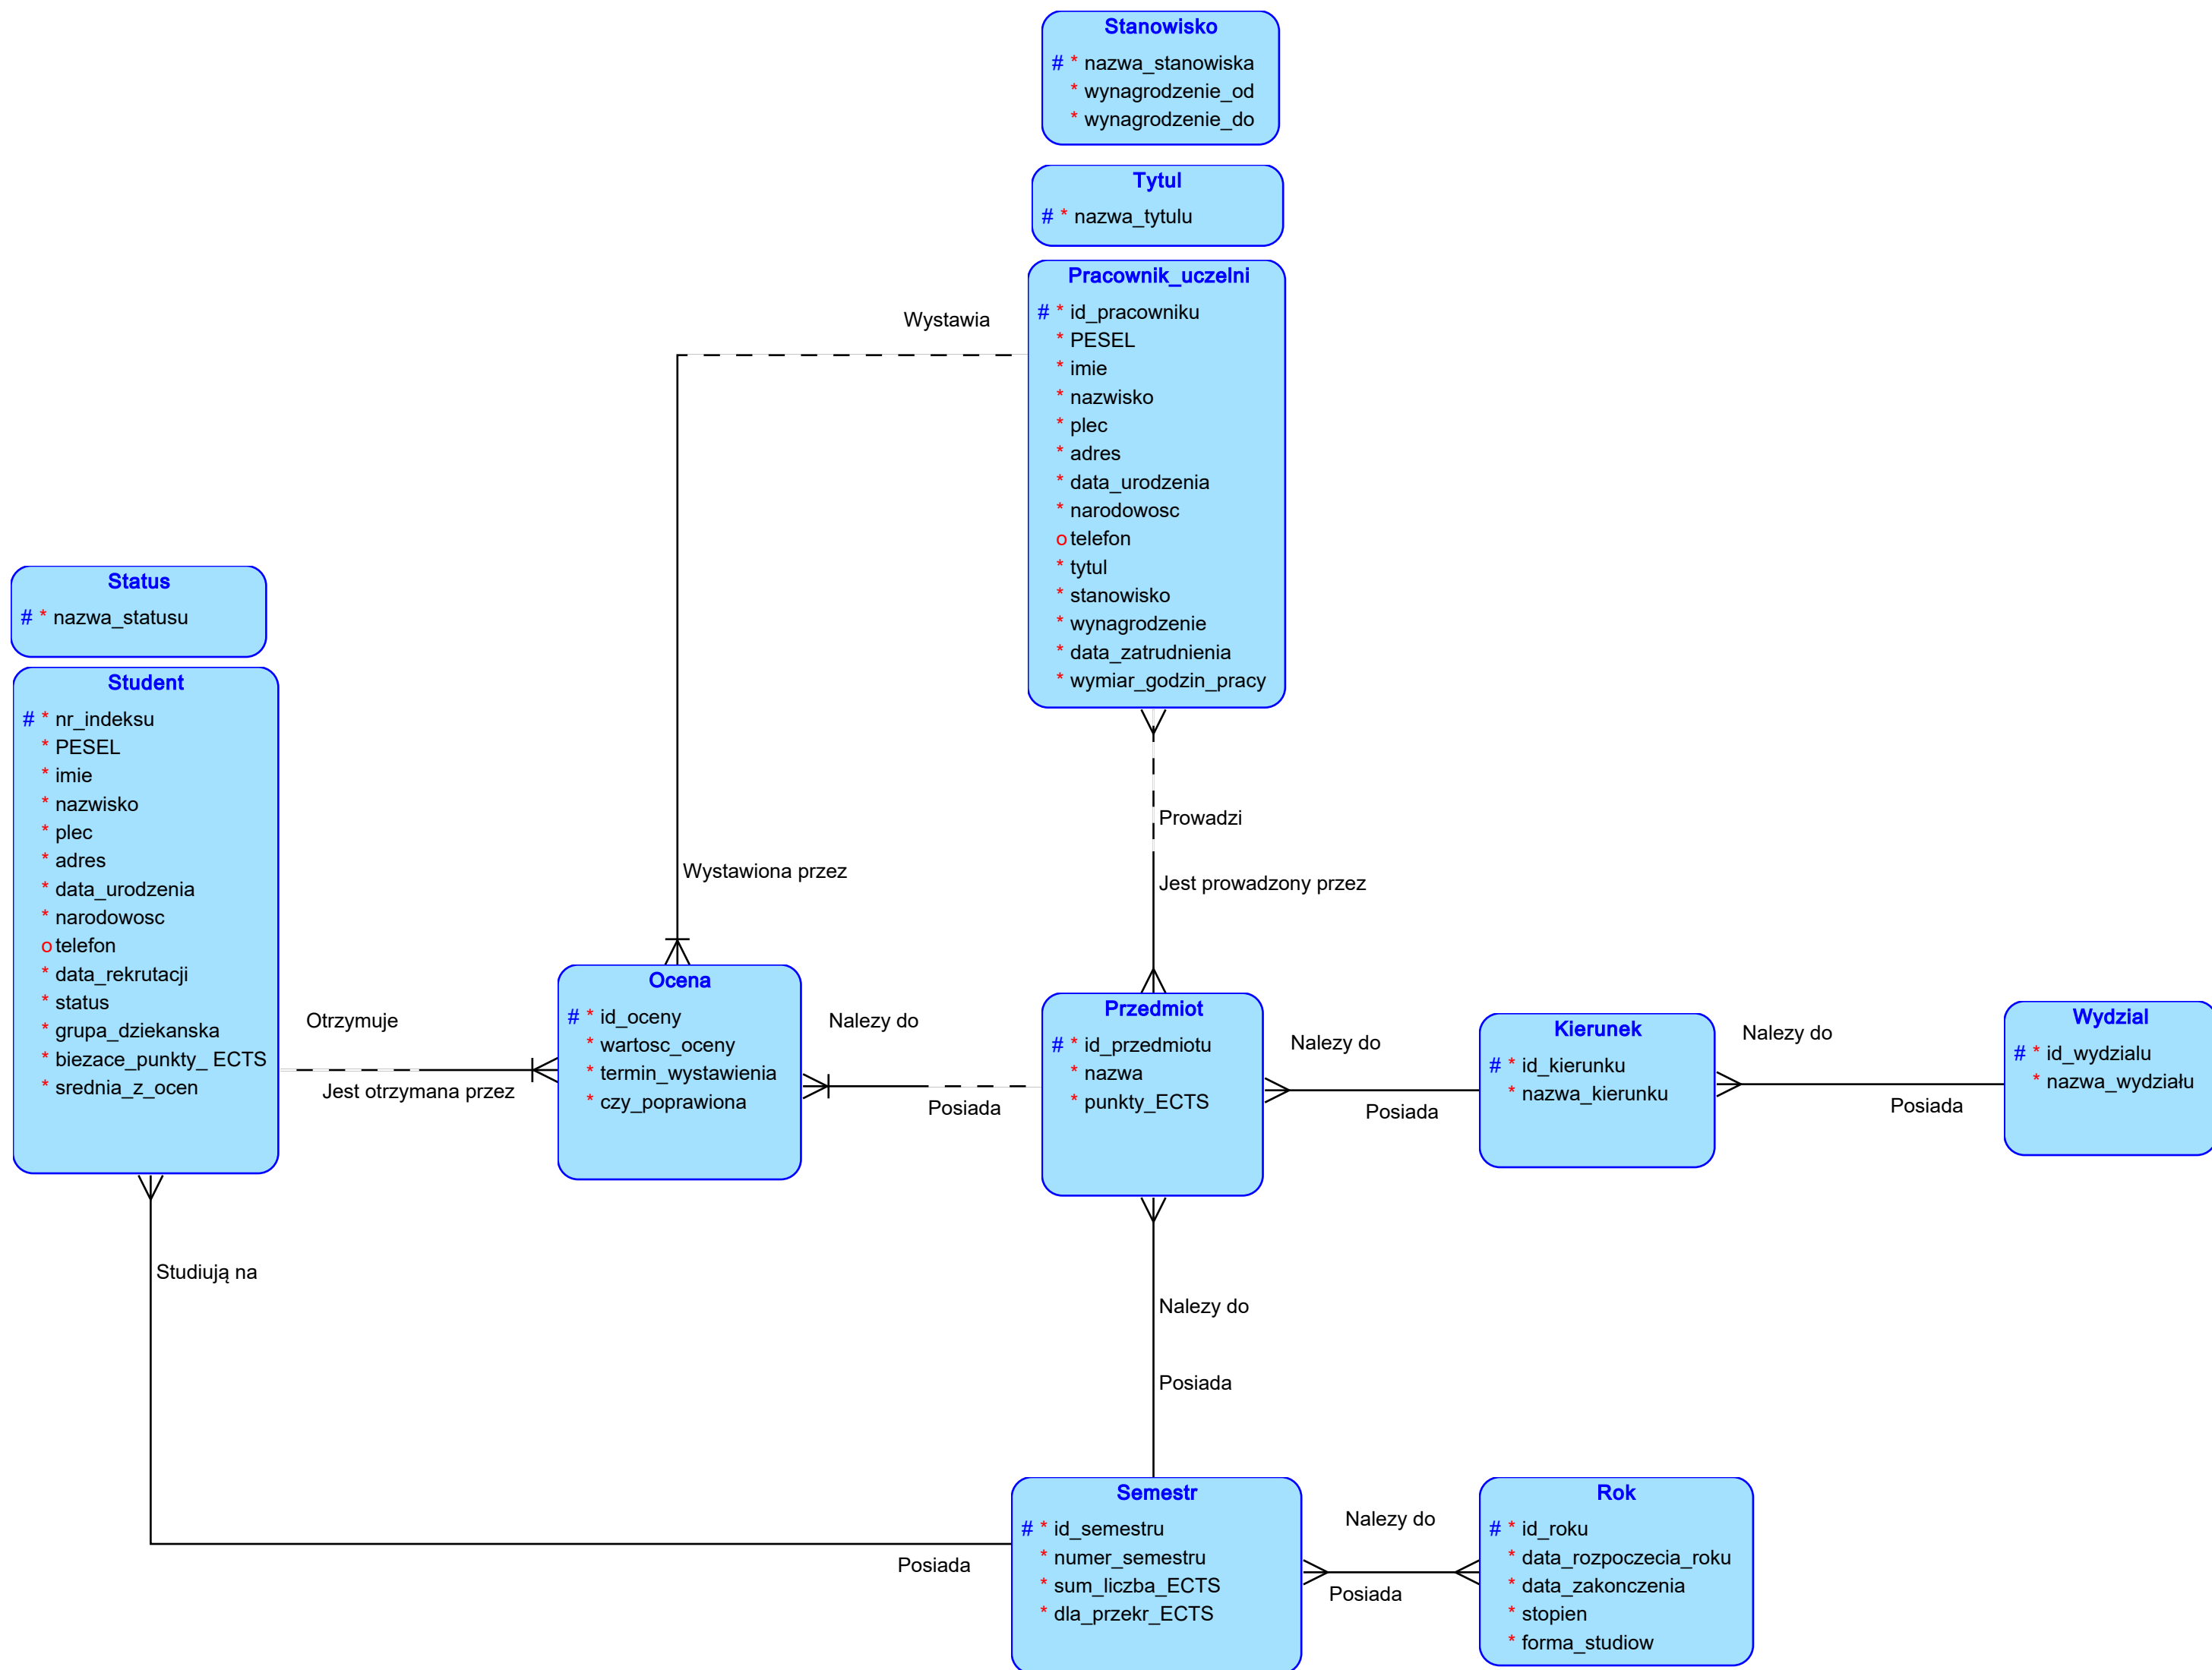 Stanowisko
# * nazwa_stanowiska
* wynagrodzenie_od
* wynagrodzenie_do
Tytul
# * nazwa_tytulu
Pracownik_uczelni
# * id_pracowniku
* PESEL
* imie
* nazwisko
* plec
* adres
* data_urodzenia
* narodowosc
o telefon
* tytul
* stanowisko
* wynagrodzenie
* data_zatrudnienia
* wymiar_godzin_pracy
Wystawia
Wystawiona przez
Prowadzi
Jest prowadzony przez
Status
# * nazwa_statusu
Student
# * nr_indeksu
* PESEL
* imie
* nazwisko
* plec
* adres
* data_urodzenia
* narodowosc
o telefon
* data_rekrutacji
* status
* grupa_dziekanska
* biezace_punkty_ ECTS
* srednia_z_ocen
Otrzymuje
Jest otrzymana przez
Ocena
# * id_oceny
* wartosc_oceny
* termin_wystawienia
* czy_poprawiona
Nalezy do
Posiada
Przedmiot
# * id_przedmiotu
* nazwa
* punkty_ECTS
Nalezy do
Posiada
Kierunek
# * id_kierunku
* nazwa_kierunku
Nalezy do
Posiada
Wydzial
# * id_wydzialu
* nazwa_wydziału
Studiują na
Posiada
Nalezy do
Posiada
Semestr
# * id_semestru
* numer_semestru
* sum_liczba_ECTS
* dla_przekr_ECTS
Nalezy do
Posiada
Rok
# * id_roku
* data_rozpoczecia_roku
* data_zakonczenia
* stopien
* forma_studiow